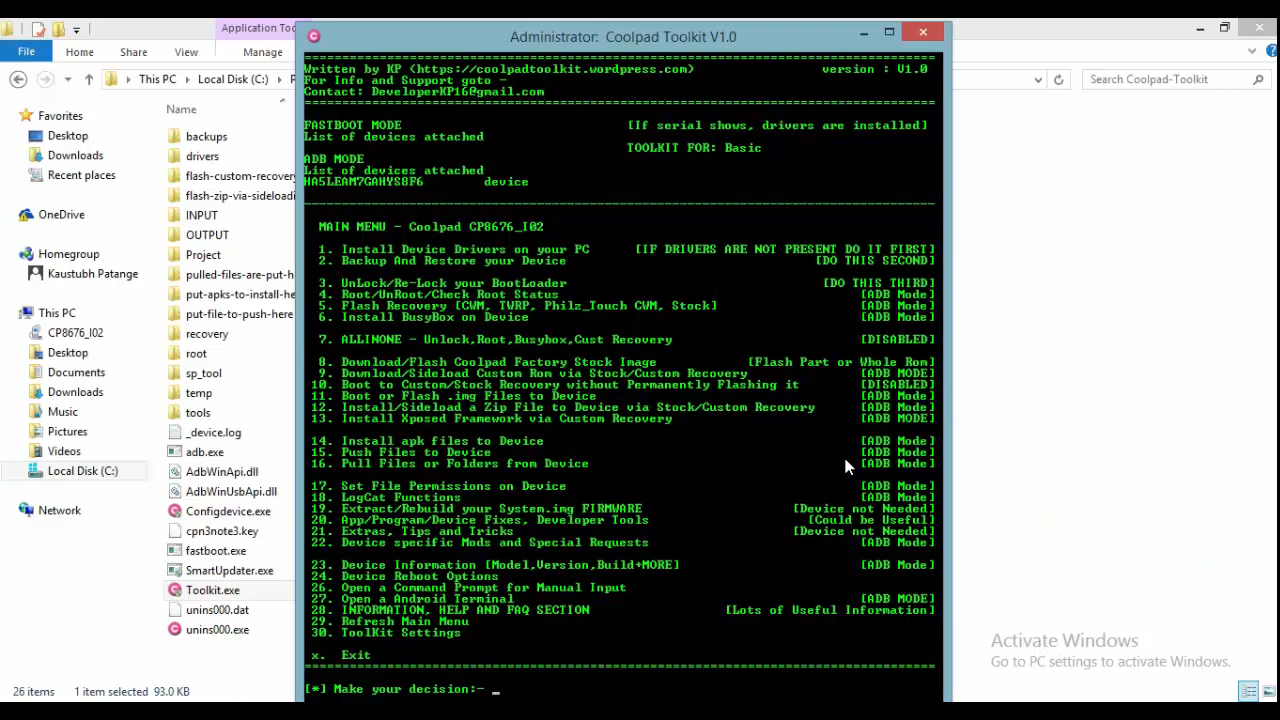 Application Too
Administrator: Coolpad Toolkit V1.0
File Home Share View Manage
This PC Local Disk (C:) P
Search Coolpad-Toolkit
Name
Favorites
Desktop
Downloads
Recent places
OneDrive
Homegroup
Kaustubh Patange
This PC
CP8676_I02
Desktop
Documents
Downloads
Music
Pictures
Videos
Local Disk (C:)
Network
backups
drivers
flash-custom-recovery
flash-zip-via-sideloadi
INPUT
OUTPUT
Project
pulled-files-are-put-h
put-apks-to-install-he
put-file-to-push-here
recovery
root
sp_tool
temp
tools
_device.log
adb.exe
AdbWinApi.dll
AdbWinUsbApi.dll
Configdevice.exe
cpn3note3.key
fastboot.exe
SmartUpdater.exe
Toolkit.exe
unins000.dat
unins000.exe
Written by KP (https://coolpadtoolkit.wordpress.com) version : V1.0
For Info and Support goto -
Contact: DeveloperKP16@gmail.com
FASTBOOT MODE [If serial shows, drivers are installed]
List of devices attached
TOOLKIT FOR: Basic
ADB MODE
List of devices attached
HA5LEAM7GAHYS8F6 device
MAIN MENU - Coolpad CP8676_I02
1. Install Device Drivers on your PC [IF DRIVERS ARE NOT PRESENT DO IT FIRST]
2. Backup And Restore your Device [DO THIS SECOND]
3. UnLock/Re-Lock your BootLoader [DO THIS THIRD]
4. Root/UnRoot/Check Root Status [ADB Mode]
5. Flash Recovery [CWM, TWRP, Philz_Touch CWM, Stock] [ADB Mode]
6. Install BusyBox on Device [ADB Mode]
7. ALLINONE - Unlock,Root,Busybox,Cust Recovery [DISABLED]
8. Download/Flash Coolpad Factory Stock Image [Flash Part or Whole Rom]
9. Download/Sideload Custom Rom via Stock/Custom Recovery [ADB MODE]
10. Boot to Custom/Stock Recovery without Permanently Flashing it [DISABLED]
11. Boot or Flash .img Files to Device [ADB Mode]
12. Install/Sideload a Zip File to Device via Stock/Custom Recovery [ADB Mode]
13. Install Xposed Framework via Custom Recovery [ADB MODE]
14. Install apk files to Device [ADB Mode]
15. Push Files to Device [ADB Mode]
16. Pull Files or Folders from Device [ADB Mode]
17. Set File Permissions on Device [ADB Mode]
18. LogCat Functions [ADB Mode]
19. Extract/Rebuild your System.img FIRMWARE [Device not Needed]
20. App/Program/Device Fixes, Developer Tools [Could be Useful]
21. Extras, Tips and Tricks [Device not Needed]
22. Device specific Mods and Special Requests [ADB Mode]
23. Device Information [Model,Version,Build+MORE] [ADB Mode]
24. Device Reboot Options
26. Open a Command Prompt for Manual Input
27. Open a Android Terminal [ADB MODE]
28. INFORMATION, HELP AND FAQ SECTION [Lots of Useful Information]
29. Refresh Main Menu
30. ToolKit Settings
x. Exit
[*] Make your decision:- _
Activate Windows
Go to PC settings to activate Windows.
26 items 1 item selected 93.0 KB